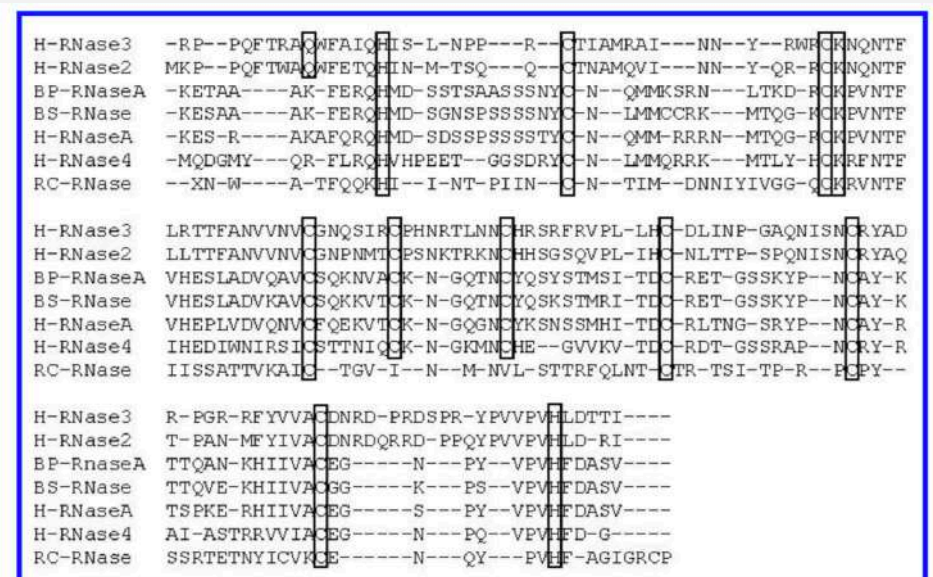 H-RNase3 -RP--PQFTRAQWFAIQHIS-L-NPP---R--CTIAMRAI---NN--Y--RWRCKNQNTF
H-RNase2 MKP--PQFTWAQWFETQHIN-M-TSQ---Q--CTNAMQVI---NN--Y-QR-RCKNQNTF
BP-RNaseA -KETAA----AK-FERQHMD-SSTSAASSSNYC-N--QMMKSRN---LTKD-RCKPVNTF
BS-RNase -KESAA----AK-FERQHMD-SGNSPSSSSNYC-N--LMMCCRK---MTQG-KCKPVNTF
H-RNaseA -KES-R----AKAFQRQHMD-SDSSPSSSSTYC-N--QMM-RRRN-MTQG-RCKPVNTF
H-RNase4 -MQDGMY---QR-FLRQHVHPEET--GGSDRYC-N--LMMQRRK---MTLY-HCKRFNTF
RC-RNase --XN-W----A-TFQQKHI--I-NT-PIIN---C-N--TIM--DNNIYIVGG-QCKRVNTF
H-RNase3 LRTTFANVVNVCGNQSIRCPHNRTLNNCHRSRFRVPL-LHC-DLINP-GAQNISNCRYAD
H-RNase2 LLTTFANVVNVCGNPNMTCPSNKTRKNCHHSGSQVPL-IHC-NLTTP-SPQNISNCRYAQ
BP-RNaseA VHESLADVQAVCSQKNVACK-N-GQTNCYQSYSTMSI-TDC-RET-GSSKYP--NCAY-K
BS-RNase VHESLADVKAVCSQKKVTCK-N-GQTNCYQSKSTMRI-TDC-RET-GSSKYP--NCAY-K
H-RNaseA VHEPLVDVQNVCFQEKVTCK-N-GQGNCYKSNSSMHI-TDC-RLTNG-SRYP--NCAY-R
H-RNase4 IHEDIWNIRSICSTTNIQCK-N-GKMNCHE--GVVKV-TDC-RDT-GSSRAP--NCRY-R
RC-RNase IISSATTVKAIC--TGV-I--N--M-NVL-STTRFQLNT-CTR-TSI-TP-R--PCPY--
H-RNase3 R-PGR-RFYVVACDNRD-PRDSPR-YPVVPVHLDTTI----
H-RNase2 T-PAN-MFYIVACDNRDQRRD-PPQYPVVPVHLD-RI----
BP-RnaseA TTQAN-KHIIVACEG-----N---PY--VPVHFDASV----
BS-RNase TTQVE-KHIIVACGG-----K---PS--VPVHFDASV----
H-RNaseA TSPKE-RHIIVACEG-----S---PY--VPVHFDASV----
H-RNase4 AI-ASTRRVVIACEG-----N---PQ--VPVHFD-G-----
RC-RNase SSRTETNYICVKCE------N---QY---PVHF-AGIGRCP